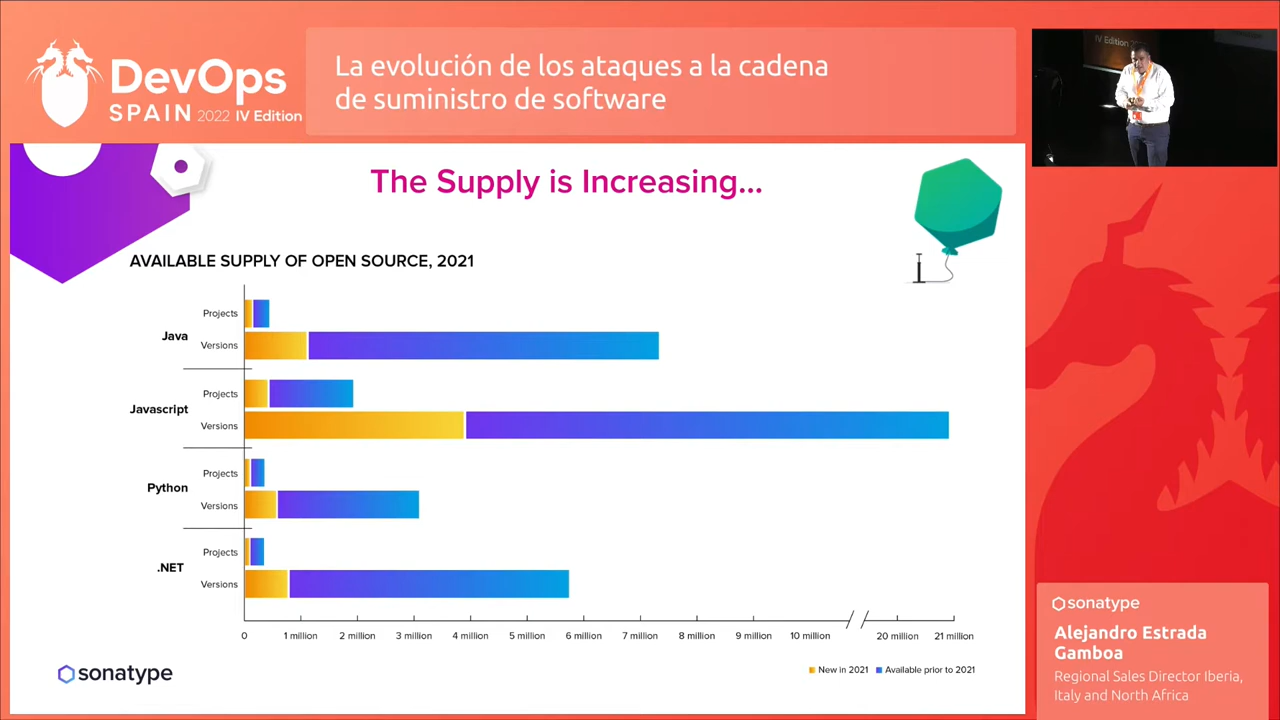 DevOps
SPAIN 2022 IV Edition
La evolución de los ataques a la cadena
de suministro de software
IV Edition
The Supply is Increasing...
AVAILABLE SUPPLY OF OPEN SOURCE, 2021
Java
Projects
Versions
Javascript
Projects
Versions
Python
Projects
Versions
.NET
Projects
Versions
0 1 million 2 million 3 million 4 million 5 million 6 million 7 million 8 million 9 million 10 million 20 million 21 million
New in 2021 Available prior to 2021
sonatype
sonatype
Alejandro Estrada
Gamboa
Regional Sales Director Iberia,
Italy and North Africa